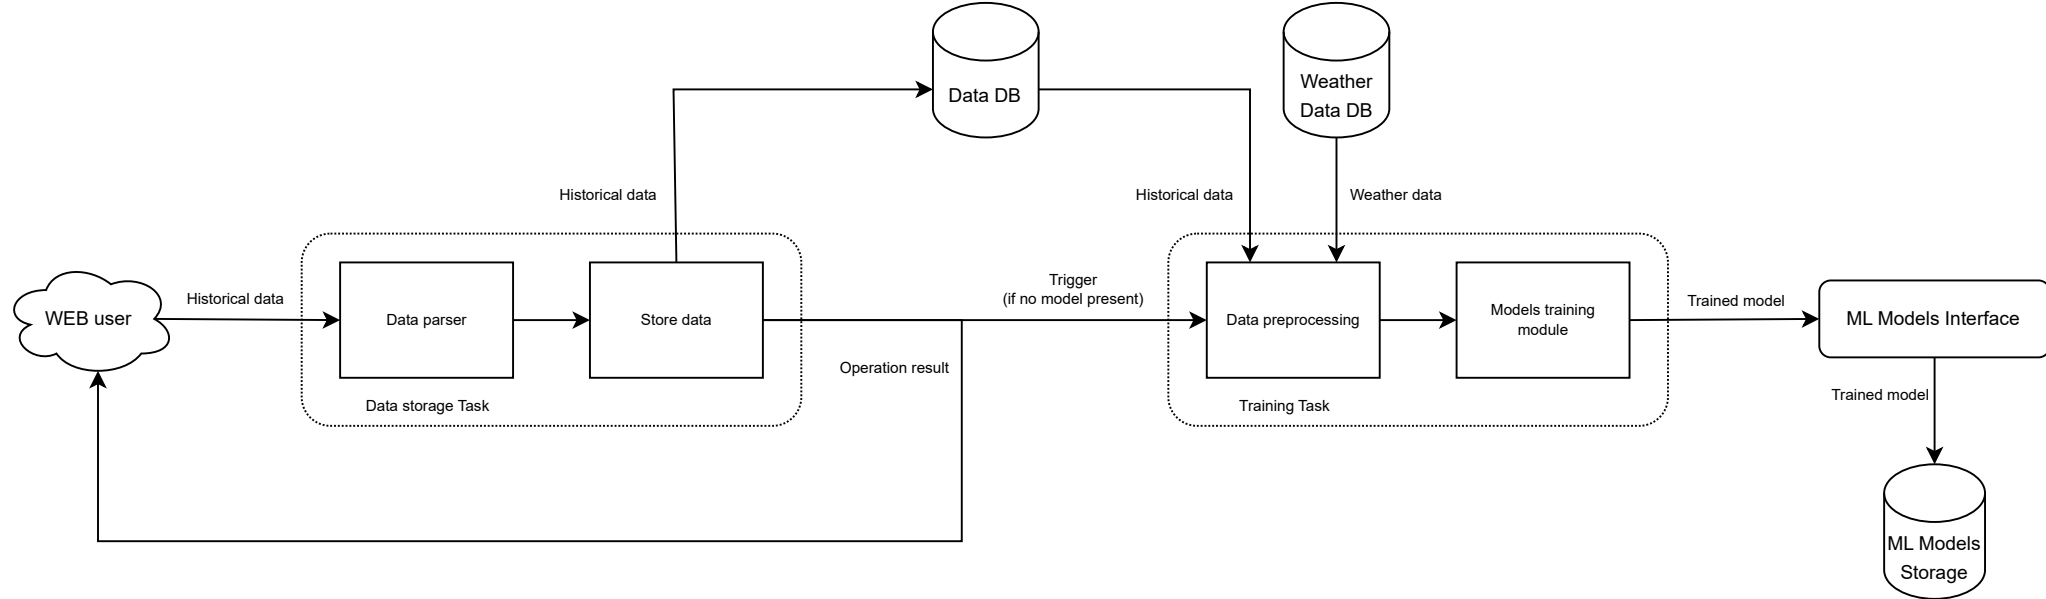 Data DB
Weather
Data DB
Historical data
Historical data
Weather data
WEB user
Historical data
Data parser
Store data
Data storage Task
Trigger
(if no model present)
Operation result
Data preprocessing
Models training
module
Training Task
Trained model
ML Models Interface
Trained model
ML Models
Storage